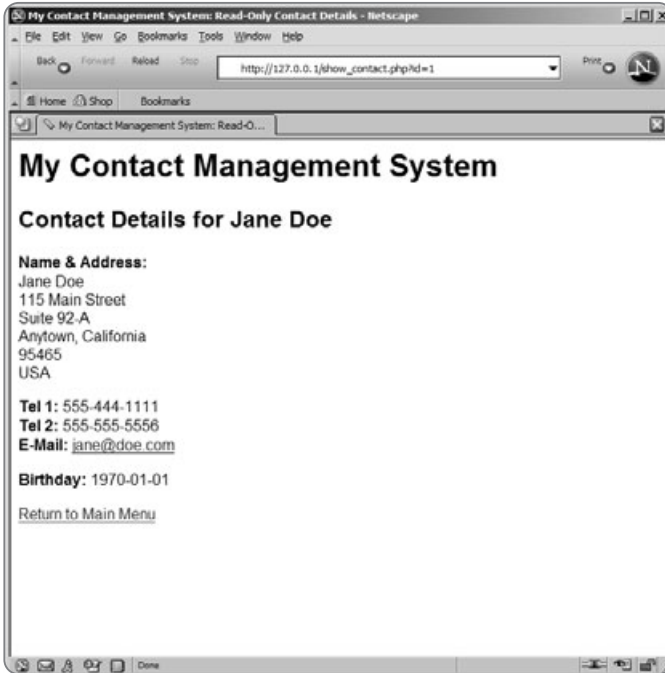 My Contact Management System: Read-Only Contact Details - Netscape
File Edit View Go Bookmarks Tools Window Help
Back Forward Reload Stop http://127.0.0.1/show_contact.php?id=1 Print N
Home Shop Bookmarks
My Contact Management System: Read-O...
My Contact Management System
Contact Details for Jane Doe
Name & Address:
Jane Doe
115 Main Street
Suite 92-A
Anytown, California
95465
USA
Tel 1: 555-444-1111
Tel 2: 555-555-5556
E-Mail: jane@doe.com
Birthday: 1970-01-01
Return to Main Menu
Done